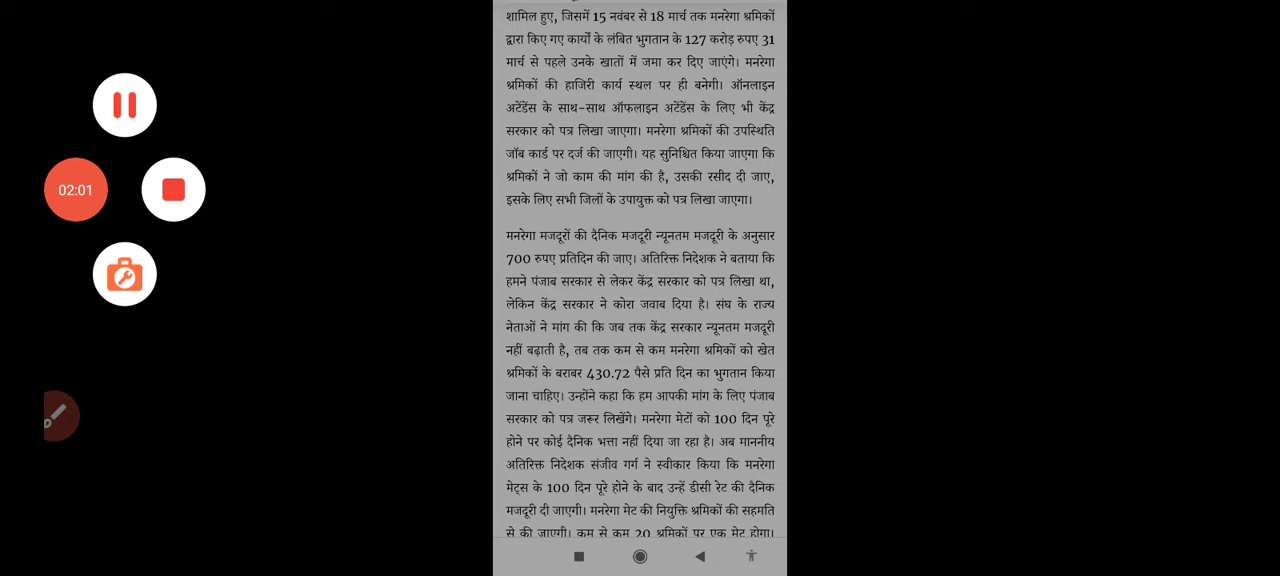 शामिल हुए, जिसमें 15 नवंबर से 18 मार्च तक मनरेगा श्रमिकों
द्वारा किए गए कार्यों के लंबित भुगतान के 127 करोड़ रुपए 31
मार्च से पहले उनके खातों में जमा कर दिए जाएंगे। मनरेगा
श्रमिकों की हाजिरी कार्य स्थल पर ही बनेगी। ऑनलाइन
अटेंडेंस के साथ-साथ ऑफलाइन अटेंडेंस के लिए भी केंद्र
सरकार को पत्र लिखा जाएगा। मनरेगा श्रमिकों की उपस्थिति
जॉब कार्ड पर दर्ज की जाएगी। यह सुनिश्चित किया जाएगा कि
श्रमिकों ने जो काम की मांग की है, उसकी रसीद दी जाए,
इसके लिए सभी जिलों के उपायुक्त को पत्र लिखा जाएगा।
मनरेगा मजदूरों की दैनिक मजदूरी न्यूनतम मजदूरी के अनुसार
700 रुपए प्रतिदिन की जाए। अतिरिक्त निदेशक ने बताया कि
हमने पंजाब सरकार से लेकर केंद्र सरकार को पत्र लिखा था,
लेकिन केंद्र सरकार ने कोरा जवाब दिया है। संघ के राज्य
नेताओं ने मांग की कि जब तक केंद्र सरकार न्यूनतम मजदूरी
नहीं बढ़ाती है, तब तक कम से कम मनरेगा श्रमिकों को खेत
श्रमिकों के बराबर 430.72 पैसे प्रति दिन का भुगतान किया
जाना चाहिए। उन्होंने कहा कि हम आपकी मांग के लिए पंजाब
सरकार को पत्र जरूर लिखेंगे। मनरेगा मेटों को 100 दिन पूरे
होने पर कोई दैनिक भत्ता नहीं दिया जा रहा है। अब माननीय
अतिरिक्त निदेशक संजीव गर्ग ने स्वीकार किया कि मनरेगा
मेट्स के 100 दिन पूरे होने के बाद उन्हें डीसी रेट की दैनिक
मजदूरी दी जाएगी। मनरेगा मेट की नियुक्ति श्रमिकों की सहमति
से की जाएगी। कम से कम 20 श्रमिकों पर एक मेट होगा।
02:01